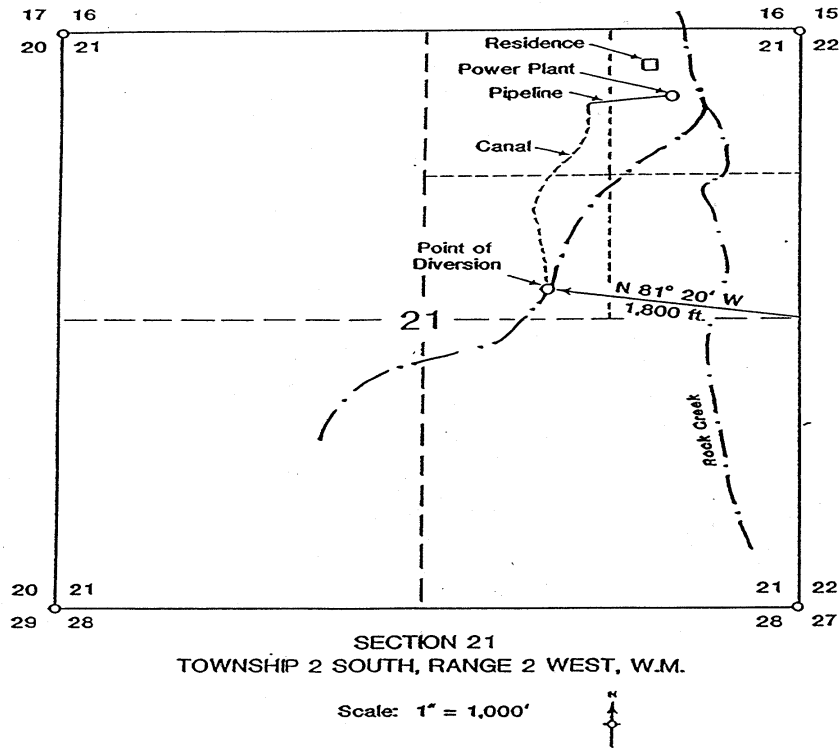 17 16
16 15
20 21
21 22
Residence
Power Plant
Pipeline
Canal
Point of
Diversion
N 81° 20' W
1,800 ft.
21
Rock Creek
20 21
21 22
29 28
28 27
SECTION 21
TOWNSHIP 2 SOUTH, RANGE 2 WEST, W.M.
Scale: 1" = 1,000'
N